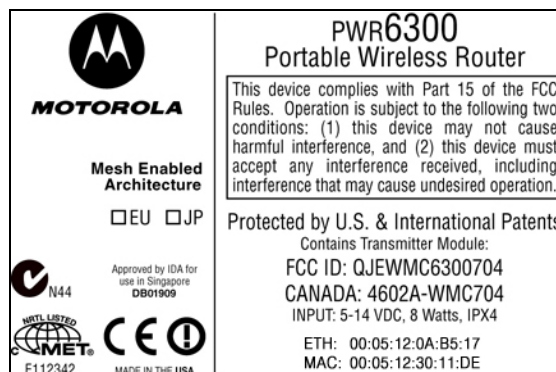 MOTOROLA
Mesh Enabled
Architecture
EU JP
N44
Approved by IDA for
use in Singapore
DB01909
NRTL LISTED
C MET®
F112342
CE
MADE IN THE USA
PWR6300
Portable Wireless Router
This device complies with Part 15 of the FCC
Rules. Operation is subject to the following two
conditions: (1) this device may not cause
harmful interference, and (2) this device must
accept any interference received, including
interference that may cause undesired operation.
Protected by U.S. & International Patents
Contains Transmitter Module:
FCC ID: QJEWMC6300704
CANADA: 4602A-WMC704
INPUT: 5-14 VDC, 8 Watts, IPX4
ETH: 00:05:12:0A:B5:17
MAC: 00:05:12:30:11:DE